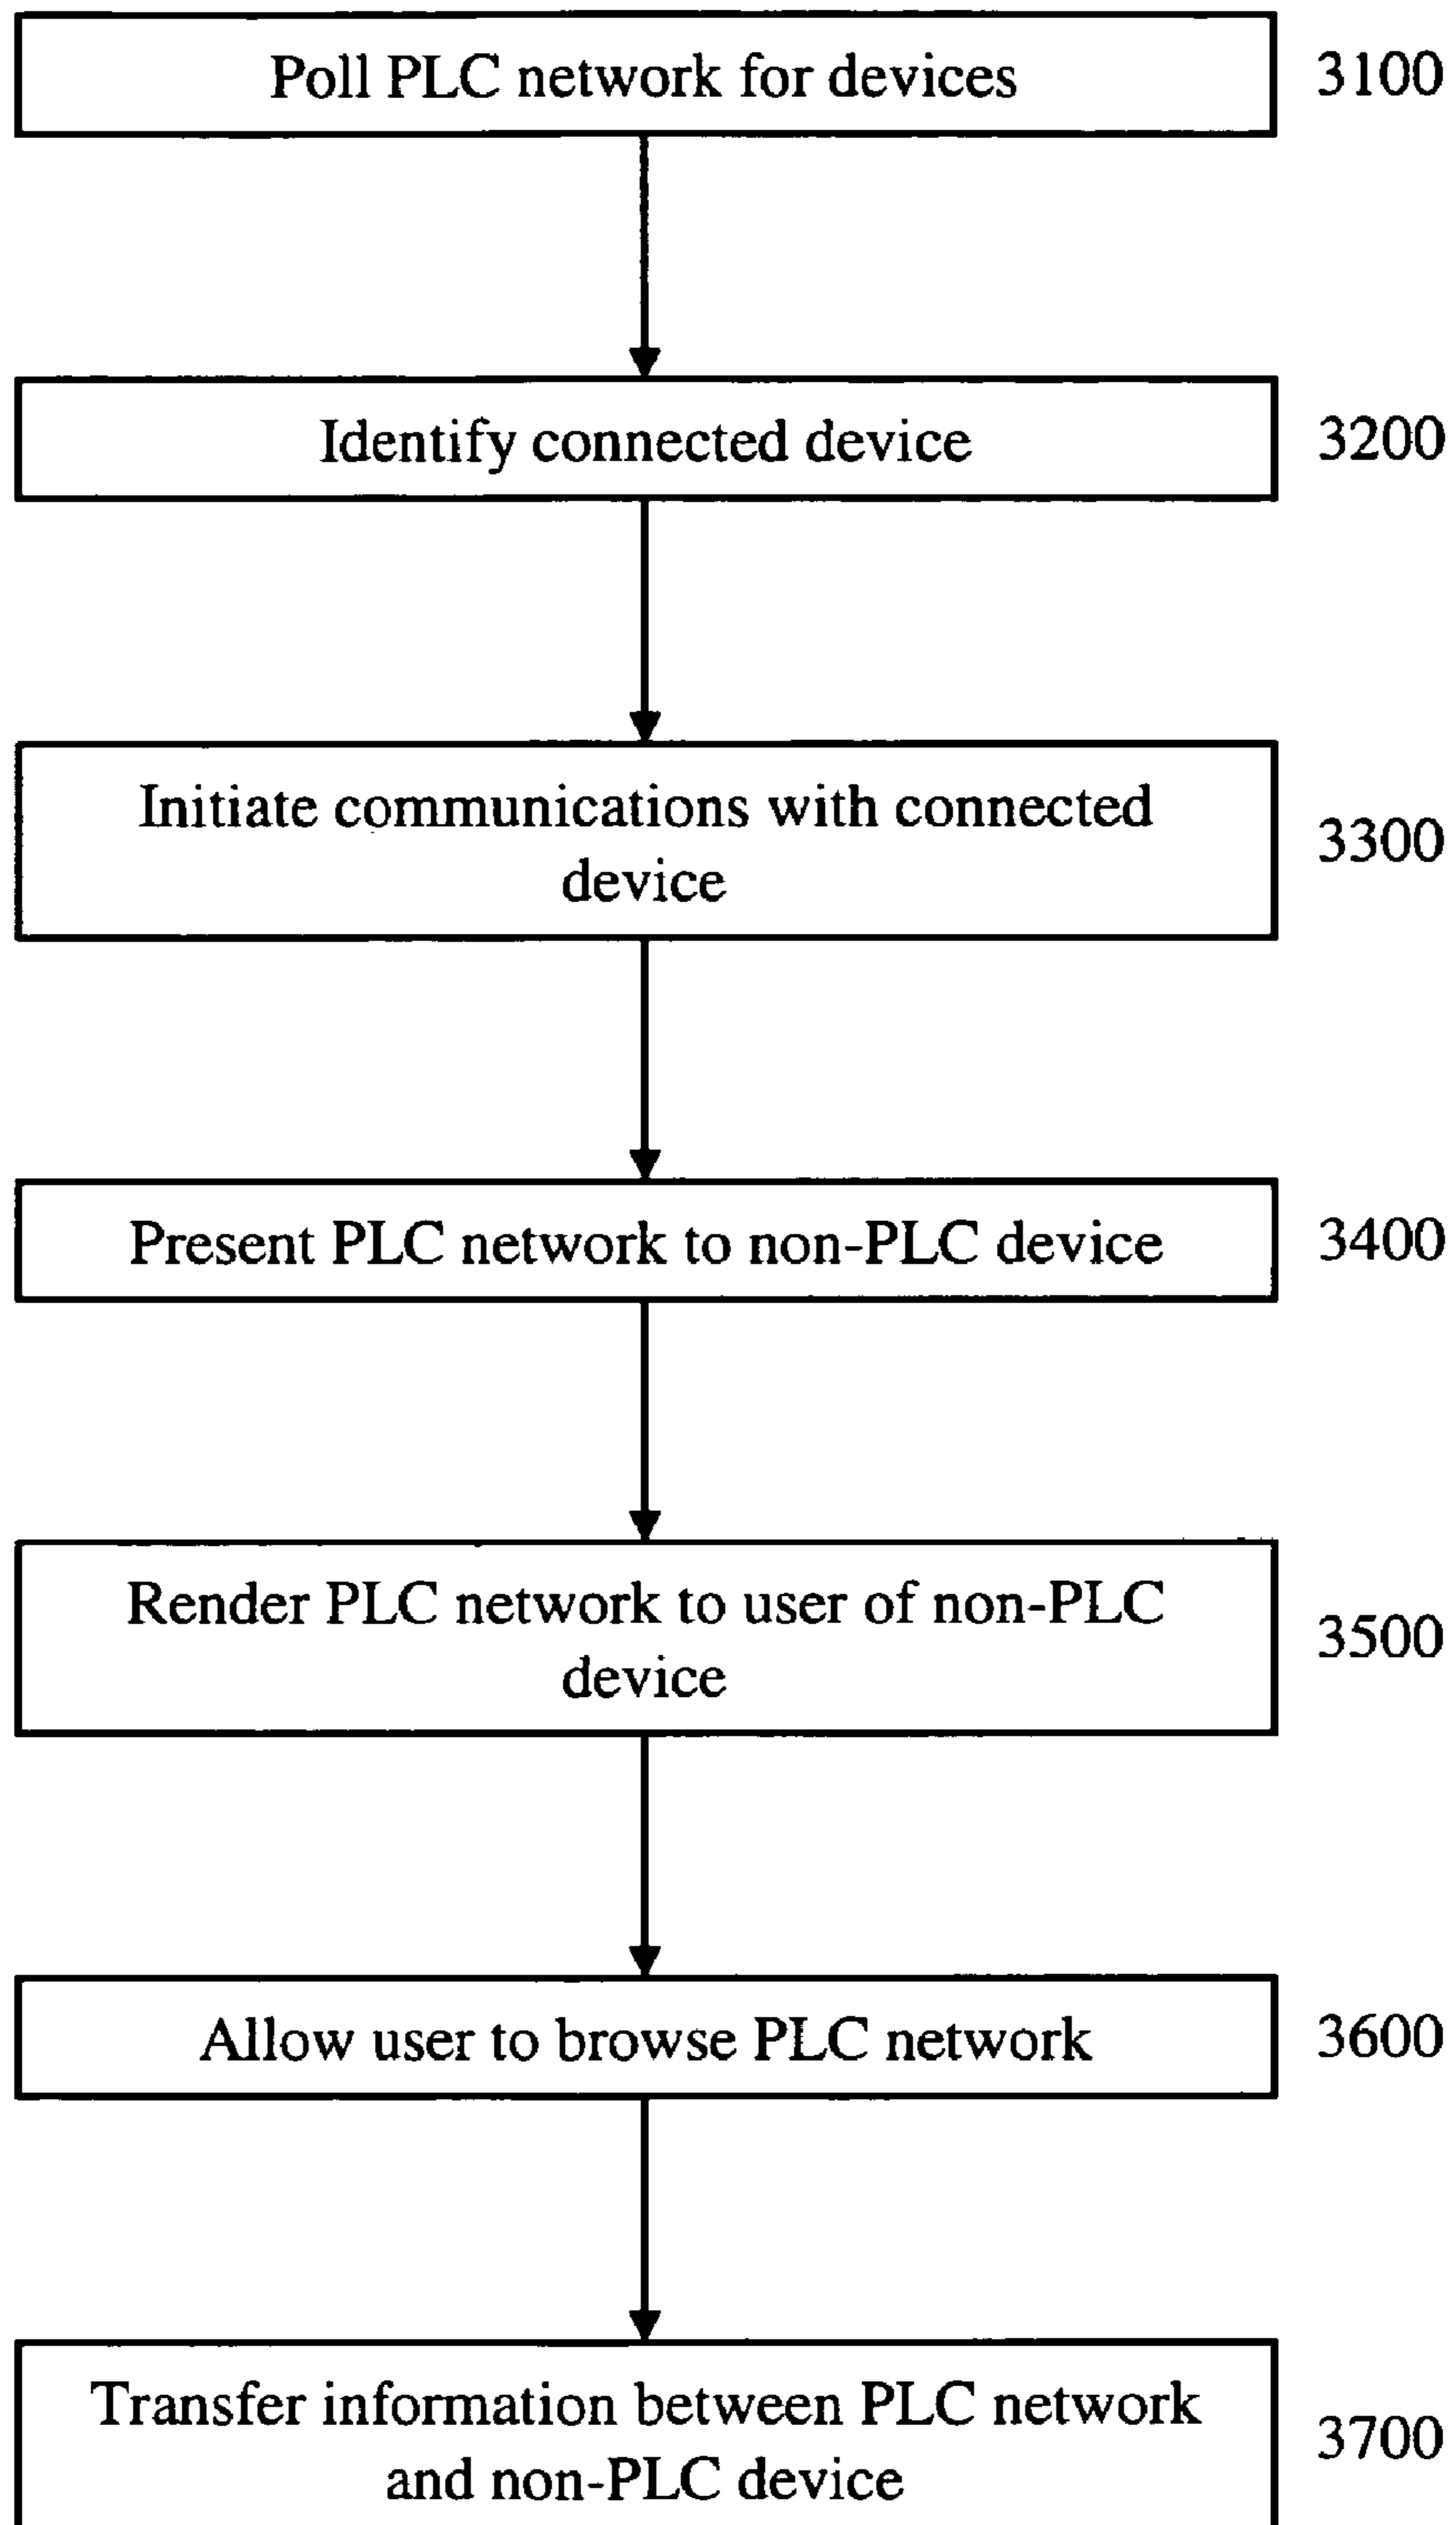 Poll PLC network for devices
3100
Identify connected device
3200
Initiate communications with connected
device
3300
Present PLC network to non-PLC device
3400
Render PLC network to user of non-PLC
device
3500
Allow user to browse PLC network
3600
Transfer information between PLC network
and non-PLC device
3700